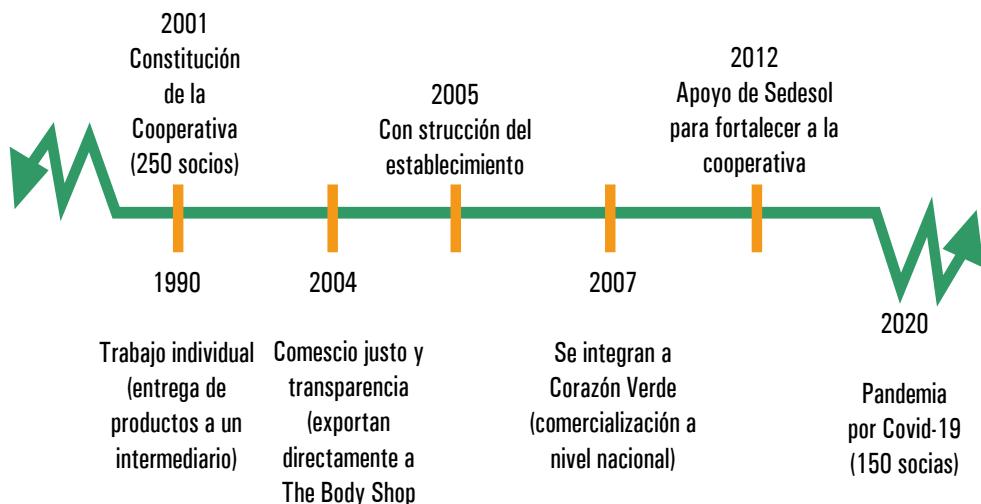 2001
Constitución
de la
Cooperativa
(250 socios)
2005
Con strucción del
establecimiento
2012
Apoyo de Sedesol
para fortalecer a la
cooperativa
1990
Trabajo individual
(entrega de
productos a un
intermediario)
2004
Comescio justo y
transparencia
(exportan
directamente a
The Body Shop
2007
Se integran a
Corazón Verde
(comercialización a
nivel nacional)
2020
Pandemia
por Covid-19
(150 socias)